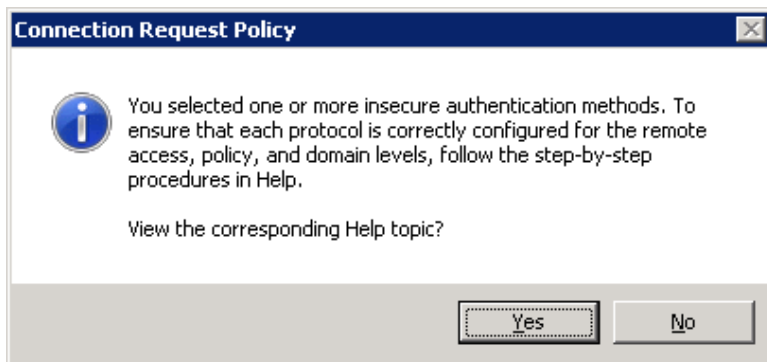 Connection Request Policy
You selected one or more insecure authentication methods. To
ensure that each protocol is correctly configured for the remote
access, policy, and domain levels, follow the step-by-step
procedures in Help.
View the corresponding Help topic?
Yes
No